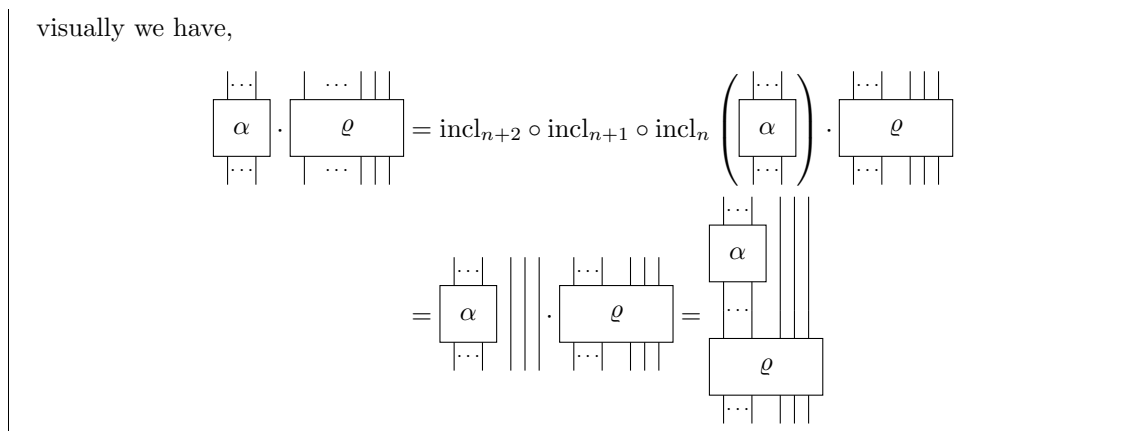 visually we have,
α · ϱ = incl_{n+2} ∘ incl_{n+1} ∘ incl_n ( α ) · ϱ
= α · ϱ = α
ϱ